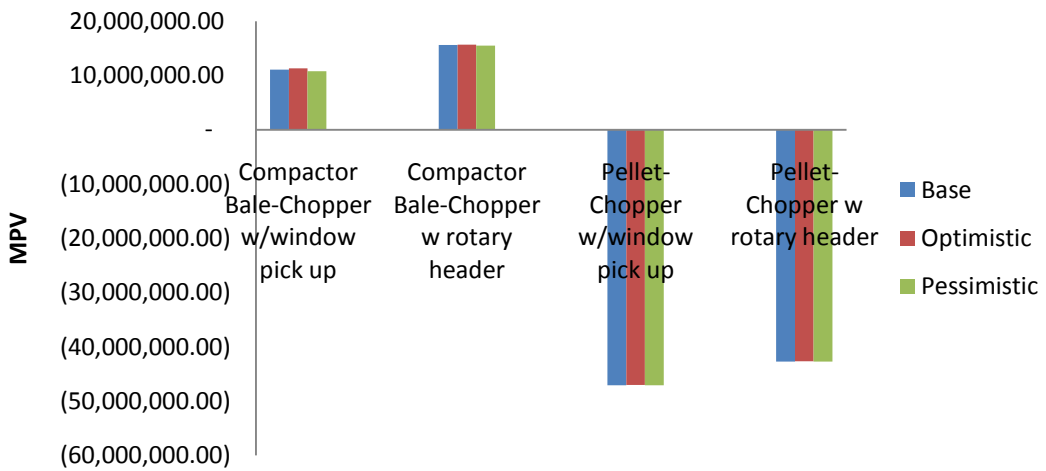 MPV
20,000,000.00
10,000,000.00
-
(10,000,000.00)
(20,000,000.00)
(30,000,000.00)
(40,000,000.00)
(50,000,000.00)
(60,000,000.00)
Compactor
Bale-Chopper
w/window
pick up
Compactor
Bale-Chopper
w rotary
header
Pellet-
Chopper
w/window
pick up
Pellet-
Chopper w
rotary header
Base
Optimistic
Pessimistic